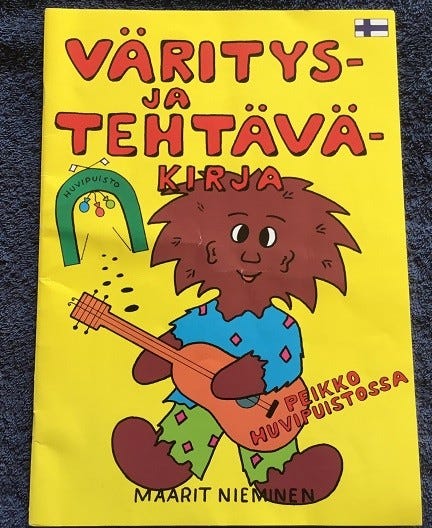 VÄRITYS-
JA
TEHTÄVÄ-
KIRJA
HUVIPUISTO
PEIKKO
HUVIPUISTOSSA
MAARIT NIEMINEN